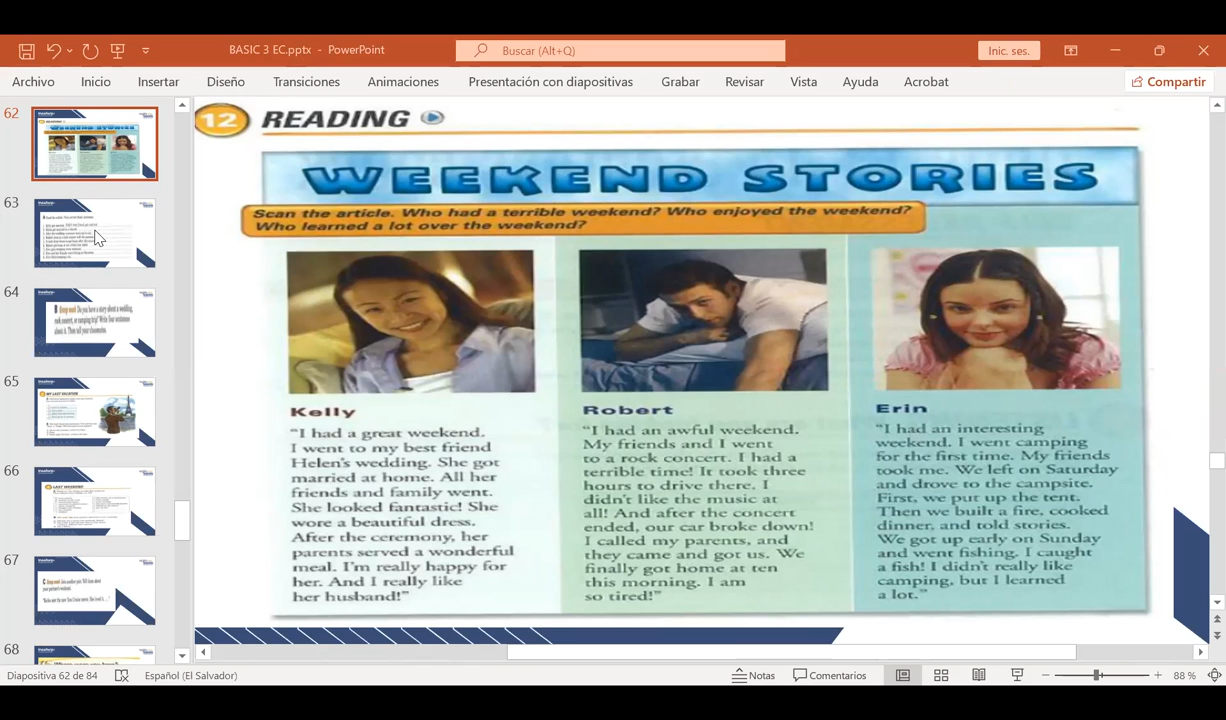 BASIC 3 EC.pptx - PowerPoint
Buscar (Alt+Q)
Inic. ses.
Archivo Inicio Insertar Diseño Transiciones Animaciones Presentación con diapositivas Grabar Revisar Vista Ayuda Acrobat Compartir
62
63
64
65
66
67
68
12 READING
WEEKEND STORIES
Scan the article. Who had a terrible weekend? Who enjoyed the weekend?
Who learned a lot over the weekend?
Kelly
"I had a great weekend.
I went to my best friend
Helen's wedding. She got
married at home. All her
friends and family went.
She looked fantastic! She
wore a beautiful dress.
After the ceremony, her
parents served a wonderful
meal. I'm really happy for
her. And I really like
her husband!"
Robert
"I had an awful weekend.
My friends and I went
to a rock concert. I had a
terrible time! It took three
hours to drive there. I
didn't like the music at
all! And after the concert
ended, our car broke down!
I called my parents, and
they came and got us. We
finally got home at ten
this morning. I am
so tired!"
Erin
"I had an interesting
weekend. I went camping
for the first time. My friends
took me. We left on Saturday
and drove to the campsite.
First, we put up the tent.
Then we built a fire, cooked
dinner, and told stories.
We got up early on Sunday
and went fishing. I caught
a fish! I didn't really like
camping, but I learned
a lot."
Diapositiva 62 de 84 Español (El Salvador) Notas Comentarios 88 %